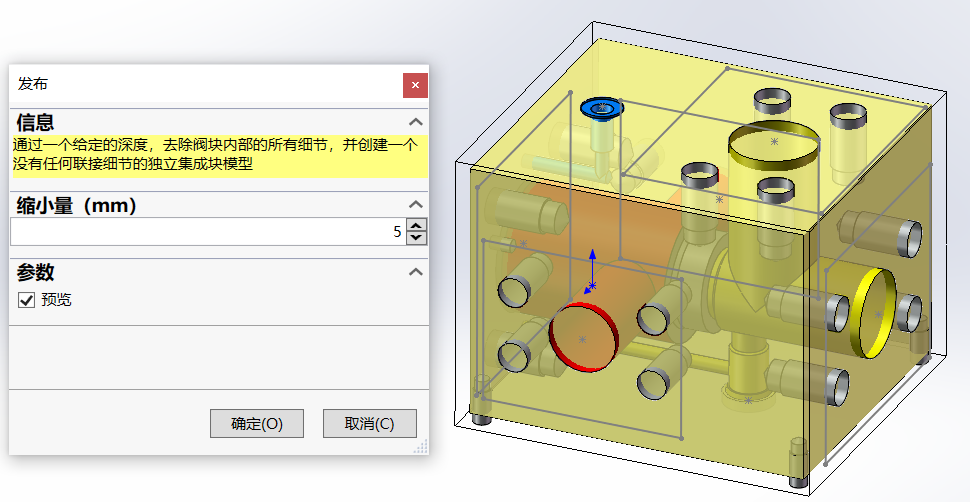 发布
信息
通过一个给定的深度，去除阀块内部的所有细节，并创建一个
没有任何联接细节的独立集成块模型
缩小量（mm）
5
参数
预览
确定(O)
取消(C)